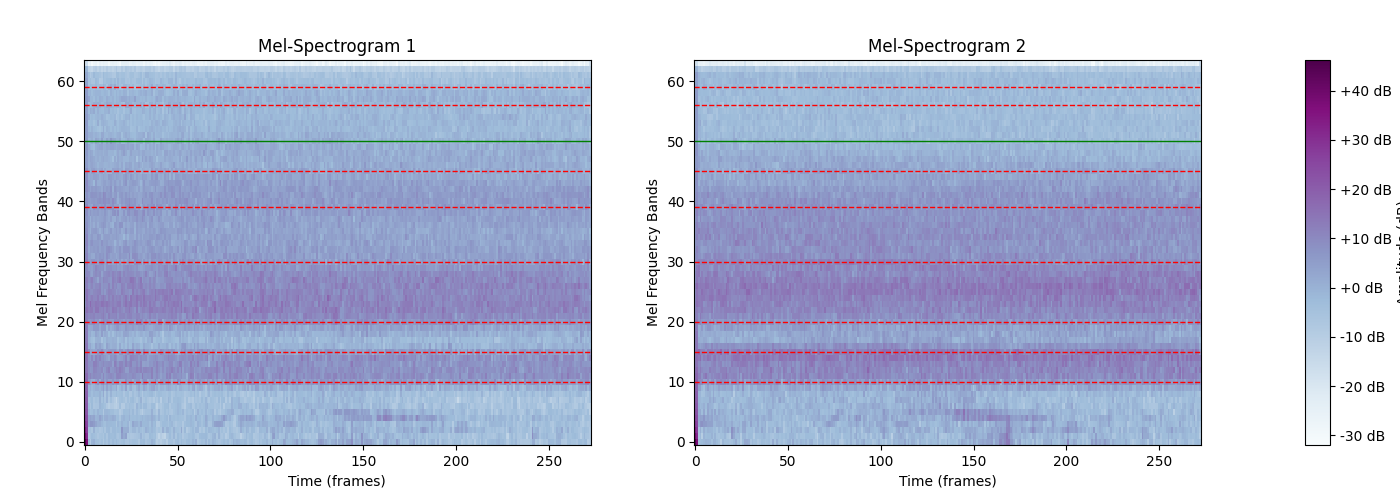 Mel-Spectrogram 1
Mel-Spectrogram 2
Mel Frequency Bands
60
50
40
30
20
10
0
0 50 100 150 200 250
Time (frames)
Mel Frequency Bands
60
50
40
30
20
10
0
0 50 100 150 200 250
Time (frames)
+40 dB
+30 dB
+20 dB
+10 dB
+0 dB
-10 dB
-20 dB
-30 dB